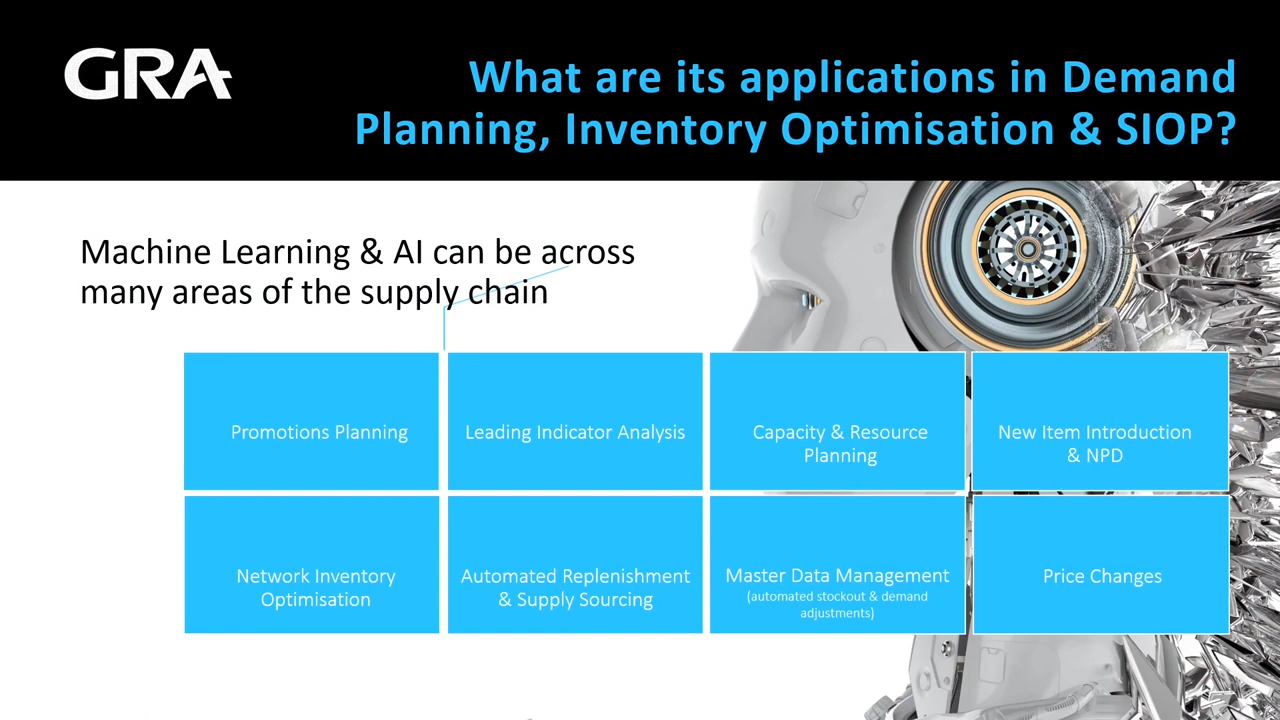 GRA
What are its applications in Demand
Planning, Inventory Optimisation & SIOP?
Machine Learning & AI can be across
many areas of the supply chain
Promotions Planning
Leading Indicator Analysis
Capacity & Resource
Planning
New Item Introduction
& NPD
Network Inventory
Optimisation
Automated Replenishment
& Supply Sourcing
Master Data Management
(automated stockout & demand
adjustments)
Price Changes